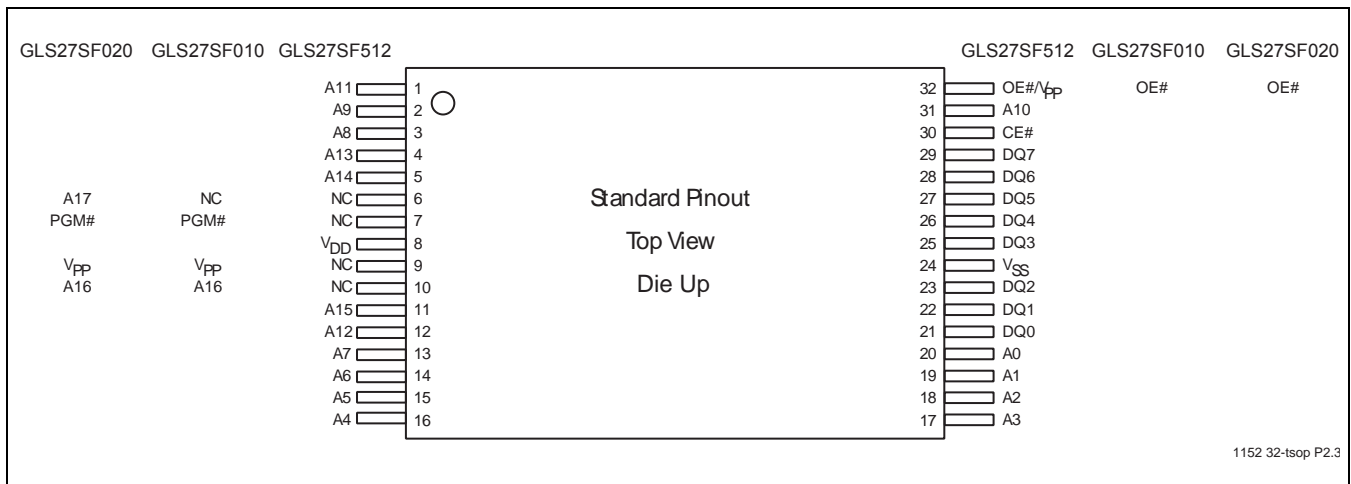 GLS27SF020 GLS27SF010 GLS27SF512 GLS27SF512 GLS27SF010 GLS27SF020
A11 1 32 OE#/VPP OE# OE#
A9 2 31 A10
A8 3 30 CE#
A13 4 29 DQ7
A14 5 28 DQ6
A17 NC NC 6 Standard Pinout 27 DQ5
PGM# PGM# NC 7 26 DQ4
VDD 8 Top View 25 DQ3
VPP VPP NC 9 24 VSS
A16 A16 NC 10 Die Up 23 DQ2
A15 11 22 DQ1
A12 12 21 DQ0
A7 13 20 A0
A6 14 19 A1
A5 15 18 A2
A4 16 17 A3
1152 32-tsop P2.3